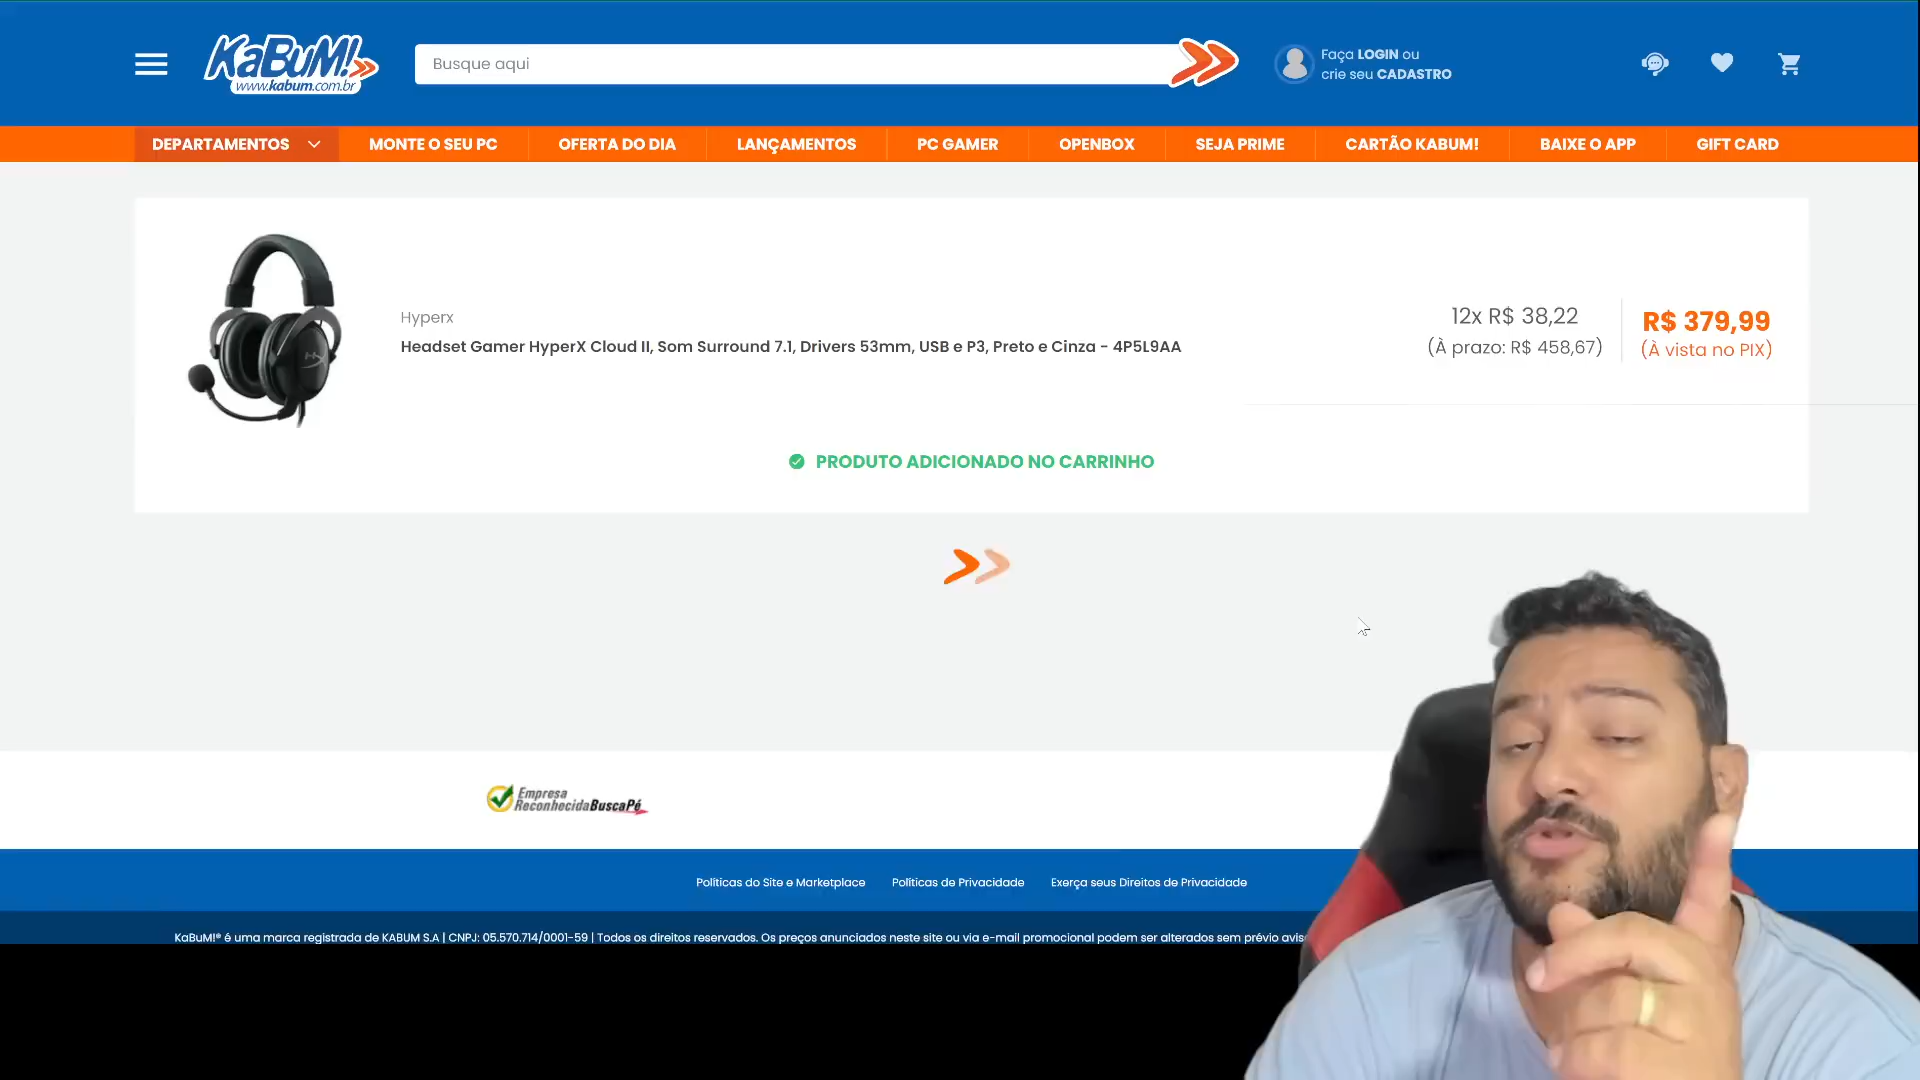 KaBuM!
www.kabum.com.br
Busque aqui
Faça LOGIN ou
crie seu CADASTRO
DEPARTAMENTOS
MONTE O SEU PC
OFERTA DO DIA
LANÇAMENTOS
PC GAMER
OPENBOX
SEJA PRIME
CARTÃO KABUM!
BAIXE O APP
GIFT CARD
Hyperx
Headset Gamer HyperX Cloud II, Som Surround 7.1, Drivers 53mm, USB e P3, Preto e Cinza - 4P5L9AA
12x R$ 38,22
(À prazo: R$ 458,67)
R$ 379,99
(À vista no PIX)
PRODUTO ADICIONADO NO CARRINHO
Empresa
ReconhecidaBuscaPé
Políticas do Site e Marketplace
Políticas de Privacidade
Exerça seus Direitos de Privacidade
KaBuM!® é uma marca registrada de KABUM S.A | CNPJ: 05.570.714/0001-59 | Todos os direitos reservados. Os preços anunciados neste site ou via e-mail promocional podem ser alterados sem prévio